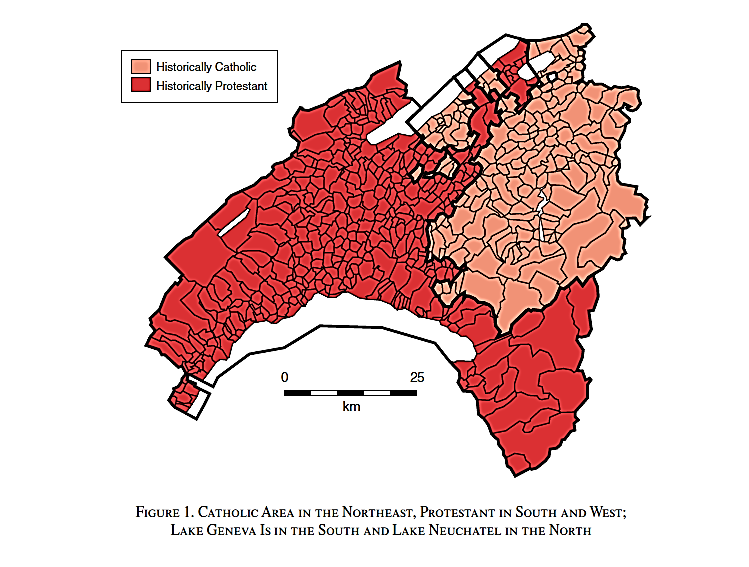 Historically Catholic
Historically Protestant
0 25
km
Figure 1. Catholic Area in the Northeast, Protestant in South and West;
Lake Geneva Is in the South and Lake Neuchatel in the North